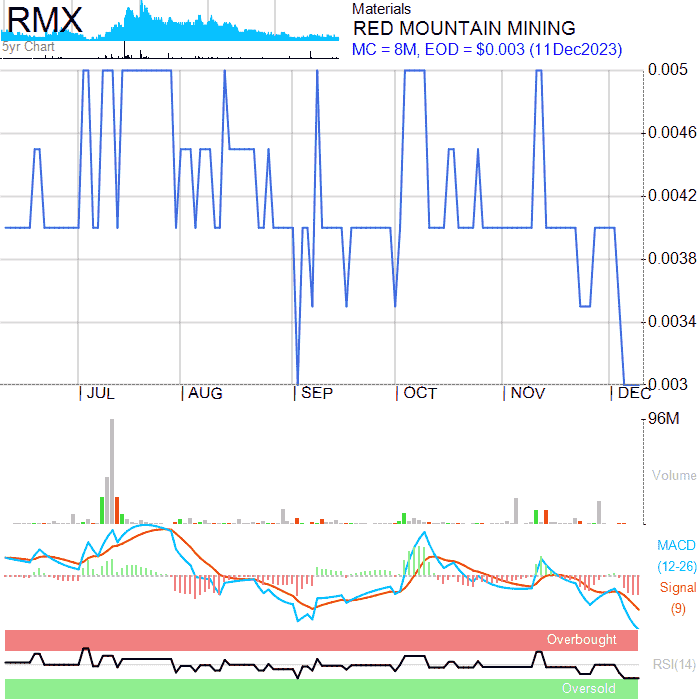 RMX
5yr Chart
Materials
RED MOUNTAIN MINING
MC = 8M, EOD = $0.003 (11Dec2023)
0.005
0.0046
0.0042
0.0038
0.0034
0.003
JUL AUG SEP OCT NOV DEC
96M
Volume
MACD
(12-26)
Signal
(9)
Overbought
RSI(14)
Oversold